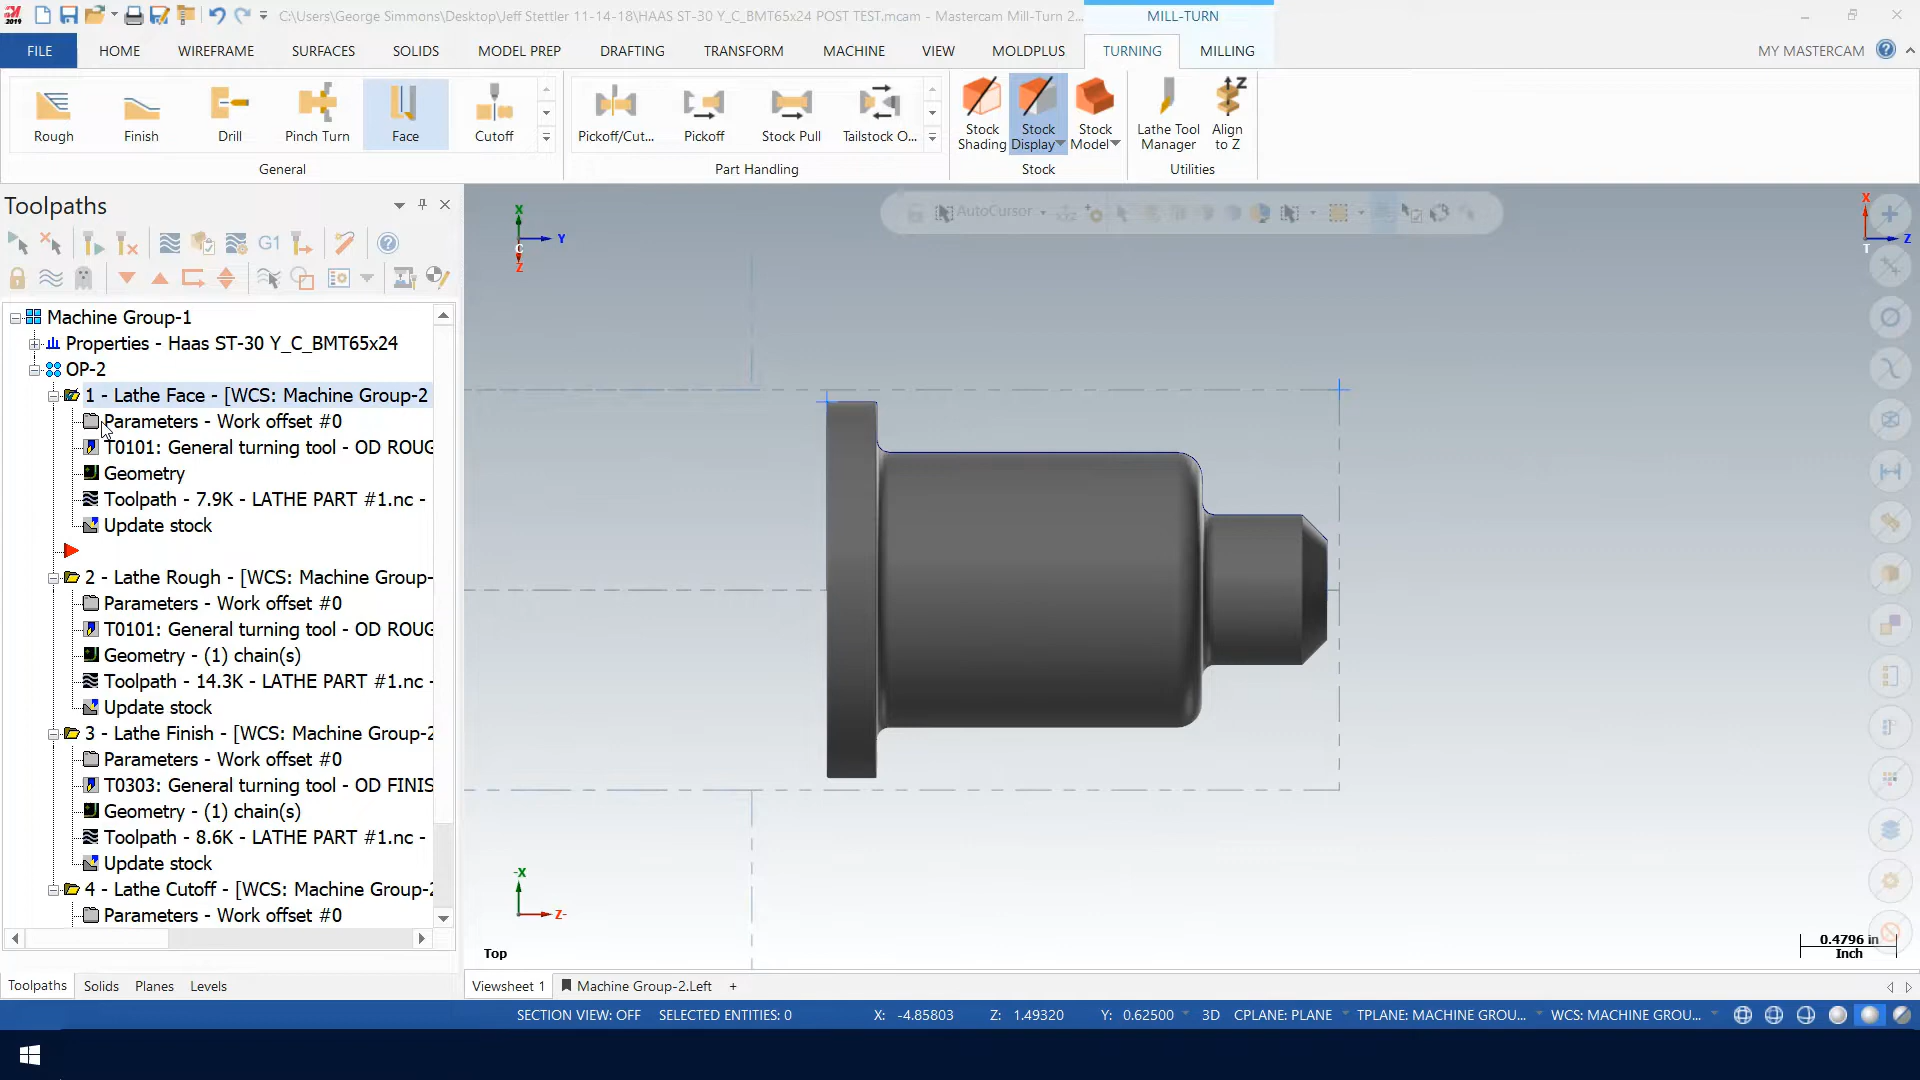 2019
C:\Users\George Simmons\Desktop\Jeff Stettler 11-14-18\HAAS ST-30 Y_C_BMT65x24 POST TEST.mcam - Mastercam Mill-Turn 2...
MILL-TURN
FILE HOME WIREFRAME SURFACES SOLIDS MODEL PREP DRAFTING TRANSFORM MACHINE VIEW MOLDPLUS TURNING MILLING MY MASTERCAM
Rough Finish Drill Pinch Turn Face Cutoff
Pickoff/Cut... Pickoff Stock Pull Tailstock O...
Stock Shading
Stock Display
Stock Model
Lathe Tool Manager
Align to Z
General Part Handling Stock Utilities
Toolpaths
G1
Machine Group-1
Properties - Haas ST-30 Y_C_BMT65x24
OP-2
1 - Lathe Face - [WCS: Machine Group-2
Parameters - Work offset #0
T0101: General turning tool - OD ROUG
Geometry
Toolpath - 7.9K - LATHE PART #1.nc -
Update stock
2 - Lathe Rough - [WCS: Machine Group-
Parameters - Work offset #0
T0101: General turning tool - OD ROUG
Geometry - (1) chain(s)
Toolpath - 14.3K - LATHE PART #1.nc -
Update stock
3 - Lathe Finish - [WCS: Machine Group-2
Parameters - Work offset #0
T0303: General turning tool - OD FINIS
Geometry - (1) chain(s)
Toolpath - 8.6K - LATHE PART #1.nc -
Update stock
4 - Lathe Cutoff - [WCS: Machine Group-2
Parameters - Work offset #0
Toolpaths Solids Planes Levels
AutoCursor
X
Y
C
Z
X
Z
T
-X
Z-
Top
0.4796 in
Inch
Viewsheet 1 Machine Group-2.Left +
SECTION VIEW: OFF SELECTED ENTITIES: 0 X: -4.85803 Z: 1.49320 Y: 0.62500 3D CPLANE: PLANE TPLANE: MACHINE GROU... WCS: MACHINE GROU...